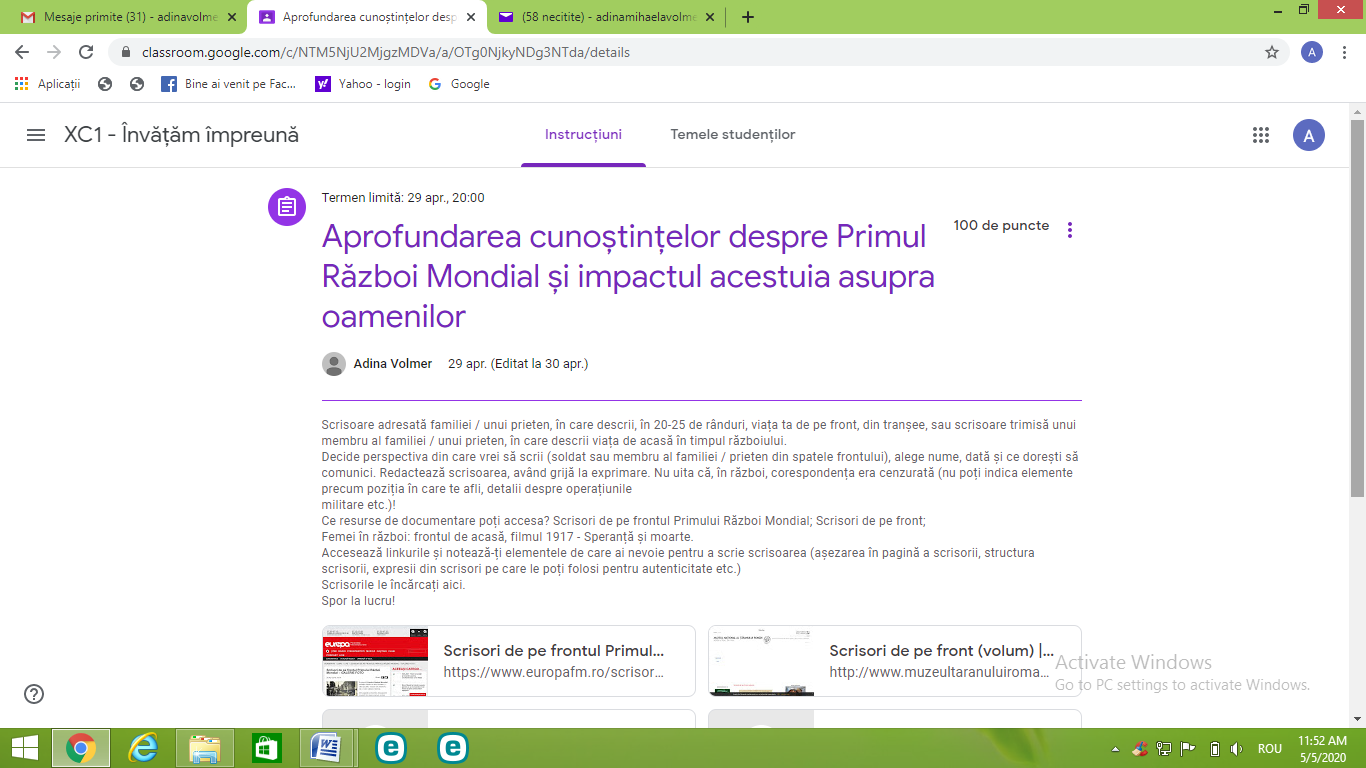 Mesaje primite (31) - adinavolme
Aprofundarea cunoștințelor desp
(58 necitite) - adinamihaelavolme
classroom.google.com/c/NTM5NjU2MjgzMDVa/a/OTg0NjkyNDg3NTda/details
A
Aplicații
Bine ai venit pe Fac...
Yahoo - login
Google
XC1 - Învățăm împreună
Instrucțiuni
Temele studenților
A
Termen limită: 29 apr., 20:00
Aprofundarea cunoștințelor despre Primul
100 de puncte
Război Mondial și impactul acestuia asupra
oamenilor
Adina Volmer 29 apr. (Editat la 30 apr.)
Scrisoare adresată familiei / unui prieten, în care descrii, în 20-25 de rânduri, viața ta de pe front, din tranșee, sau scrisoare trimisă unui
membru al familiei / unui prieten, în care descrii viața de acasă în timpul războiului.
Decide perspectiva din care vrei să scrii (soldat sau membru al familiei / prieten din spatele frontului), alege nume, dată și ce dorești să
comunici. Redactează scrisoarea, având grijă la exprimare. Nu uita că, în război, corespondența era cenzurată (nu poți indica elemente
precum poziția în care te afli, detalii despre operațiunile
militare etc.)!
Ce resurse de documentare poți accesa? Scrisori de pe frontul Primului Război Mondial; Scrisori de pe front;
Femei în război: frontul de acasă, filmul 1917 - Speranță și moarte.
Accesează linkurile și notează-ți elementele de care ai nevoie pentru a scrie scrisoarea (așezarea în pagină a scrisorii, structura
scrisorii, expresii din scrisori pe care le poți folosi pentru autenticitate etc.)
Scrisorile le încărcați aici.
Spor la lucru!
europa
Scrisori de pe frontul Primul...
https://www.europafm.ro/scrisor...
Scrisori de pe front (volum) |...
http://www.muzeultaranuluiroma...
Activate Windows
Go to PC settings to activate Windows.
ROU
11:52 AM
5/5/2020